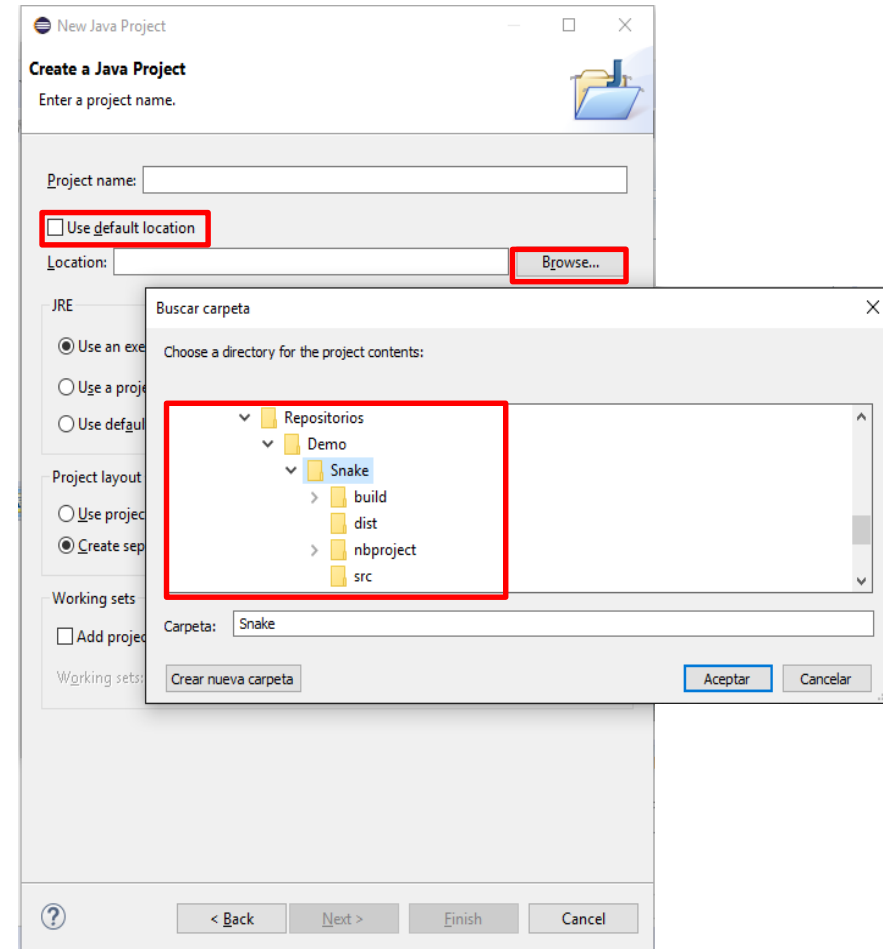 New Java Project
Create a Java Project
Enter a project name.
Project name:
Use default location
Location:
Browse...
JRE
Buscar carpeta
Use an exe
Choose a directory for the project contents:
Use a proje
Use defaul
Repositorios
Demo
Snake
build
dist
nbproject
src
Project layout
Use projec
Create sep
Working sets
Add projec
Working sets:
Carpeta: Snake
Crear nueva carpeta
Aceptar
Cancelar
? < Back Next > Finish Cancel